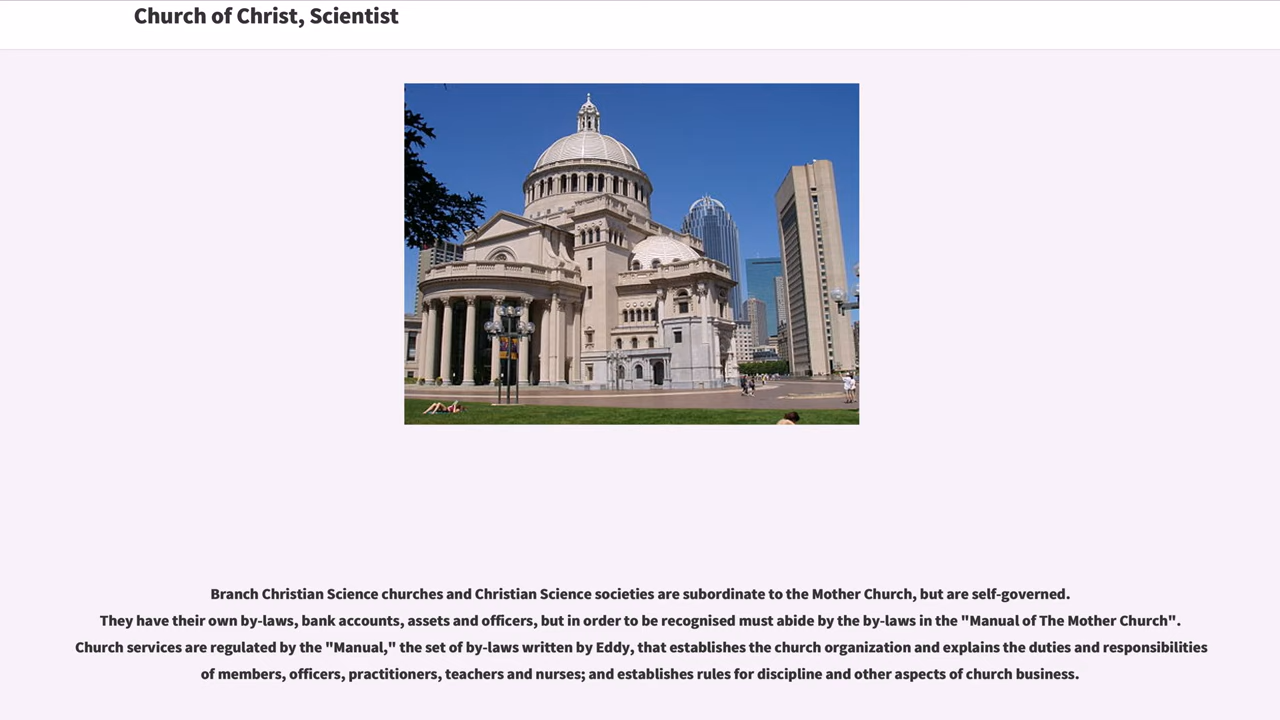 Church of Christ, Scientist
Branch Christian Science churches and Christian Science societies are subordinate to the Mother Church, but are self-governed.
They have their own by-laws, bank accounts, assets and officers, but in order to be recognised must abide by the by-laws in the "Manual of The Mother Church".
Church services are regulated by the "Manual," the set of by-laws written by Eddy, that establishes the church organization and explains the duties and responsibilities
of members, officers, practitioners, teachers and nurses; and establishes rules for discipline and other aspects of church business.